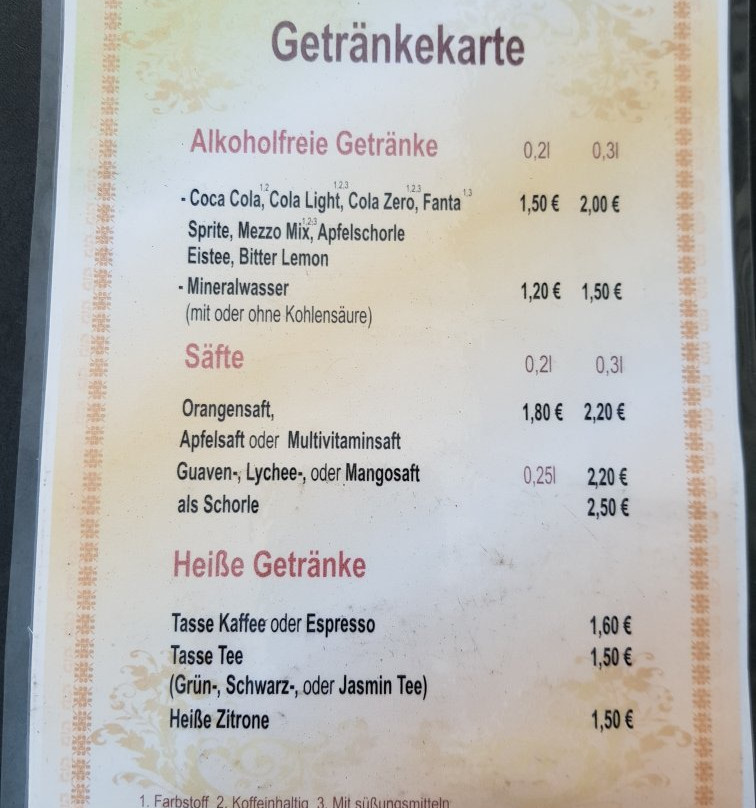 Getränkekarte
Alkoholfreie Getränke 0,2l 0,3l
- Coca Cola,1,2 Cola Light,1,2,3 Cola Zero,1,2,3 Fanta1,3 1,50 € 2,00 €
Sprite, Mezzo Mix,1,2,3 Apfelschorle
Eistee, Bitter Lemon
- Mineralwasser 1,20 € 1,50 €
(mit oder ohne Kohlensäure)
Säfte 0,2l 0,3l
Orangensaft, 1,80 € 2,20 €
Apfelsaft oder Multivitaminsaft
Guaven-, Lychee-, oder Mangosaft 0,25l 2,20 €
als Schorle 2,50 €
Heiße Getränke
Tasse Kaffee oder Espresso 1,60 €
Tasse Tee 1,50 €
(Grün-, Schwarz-, oder Jasmin Tee)
Heiße Zitrone 1,50 €
1. Farbstoff 2. Koffeinhaltig 3. Mit süßungsmitteln